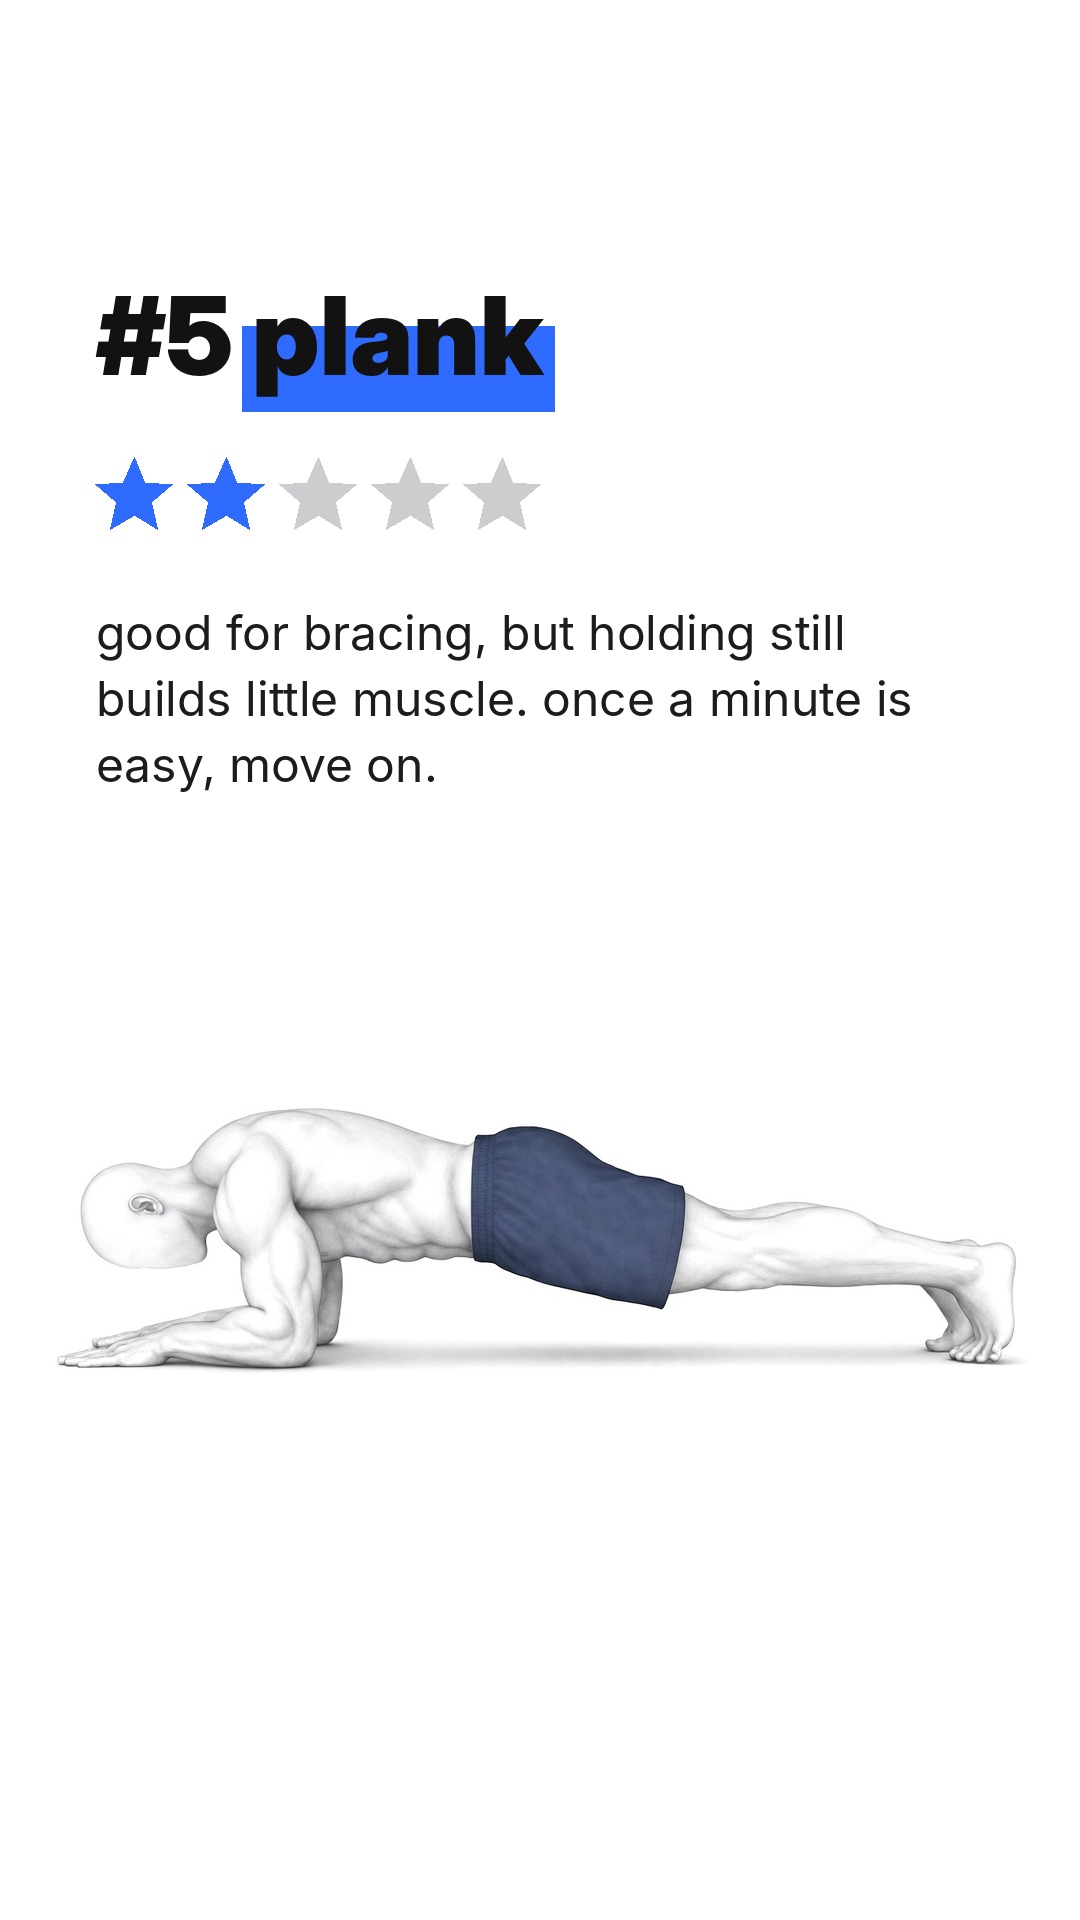 #5 plank
good for bracing, but holding still
builds little muscle. once a minute is
easy, move on.